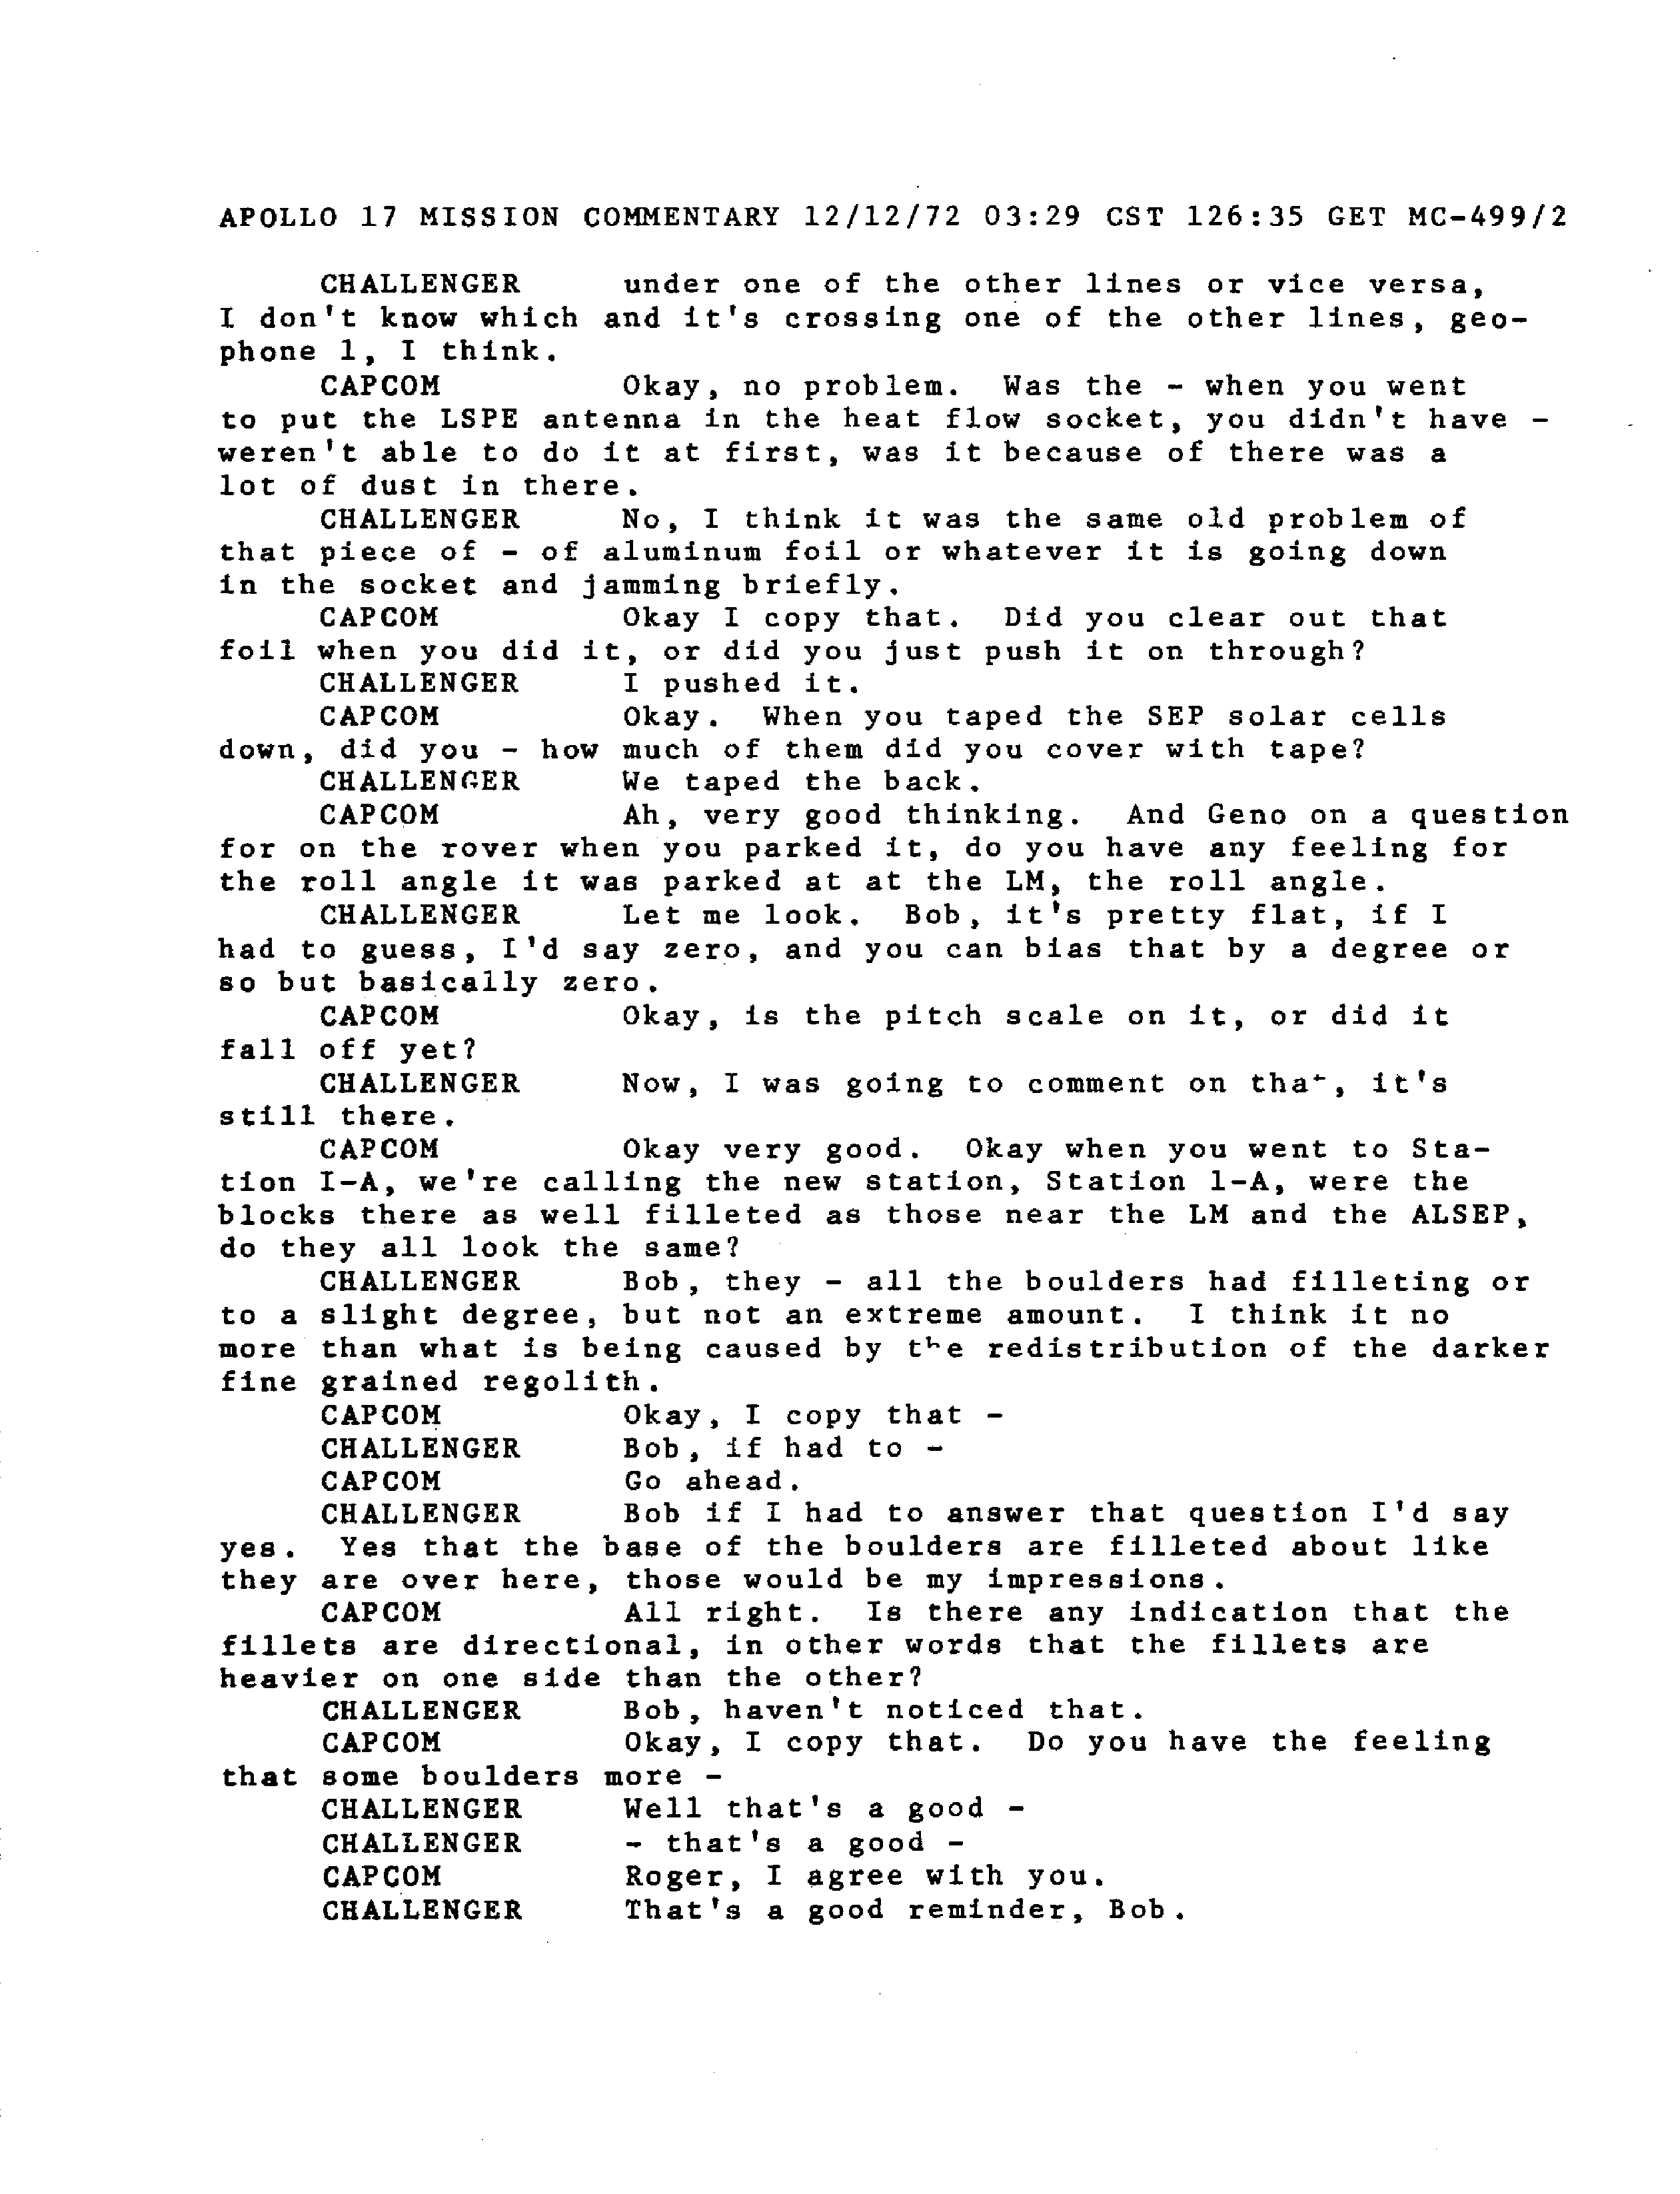 APOLLO 17 MISSION COMMENTARY 12/12/72 03:29 CST 126:35 GET MC-499/2
CHALLENGER under one of the other lines or vice versa,
I don't know which and it's crossing one of the other lines, geo-
phone 1, I think.
CAPCOM Okay, no problem. Was the - when you went
to put the LSPE antenna in the heat flow socket, you didn't have -
weren't able to do it at first, was it because of there was a
lot of dust in there.
CHALLENGER No, I think it was the same old problem of
that piece of - of aluminum foil or whatever it is going down
in the socket and jamming briefly.
CAPCOM Okay I copy that. Did you clear out that
foil when you did it, or did you just push it on through?
CHALLENGER I pushed it.
CAPCOM Okay. When you taped the SEP solar cells
down, did you - how much of them did you cover with tape?
CHALLENGER We taped the back.
CAPCOM Ah, very good thinking. And Geno on a question
for on the rover when you parked it, do you have any feeling for
the roll angle it was parked at at the LM, the roll angle.
CHALLENGER Let me look. Bob, it's pretty flat, if I
had to guess, I'd say zero, and you can bias that by a degree or
so but basically zero.
CAPCOM Okay, is the pitch scale on it, or did it
fall off yet?
CHALLENGER Now, I was going to comment on that, it's
still there.
CAPCOM Okay very good. Okay when you went to Sta-
tion I-A, we're calling the new station, Station 1-A, were the
blocks there as well filleted as those near the LM and the ALSEP,
do they all look the same?
CHALLENGER Bob, they - all the boulders had filleting or
to a slight degree, but not an extreme amount. I think it no
more than what is being caused by the redistribution of the darker
fine grained regolith.
CAPCOM Okay, I copy that -
CHALLENGER Bob, if had to -
CAPCOM Go ahead.
CHALLENGER Bob if I had to answer that question I'd say
yes. Yes that the base of the boulders are filleted about like
they are over here, those would be my impressions.
CAPCOM All right. Is there any indication that the
fillets are directional, in other words that the fillets are
heavier on one side than the other?
CHALLENGER Bob, haven't noticed that.
CAPCOM Okay, I copy that. Do you have the feeling
that some boulders more -
CHALLENGER Well that's a good -
CHALLENGER - that's a good -
CAPCOM Roger, I agree with you.
CHALLENGER That's a good reminder, Bob.